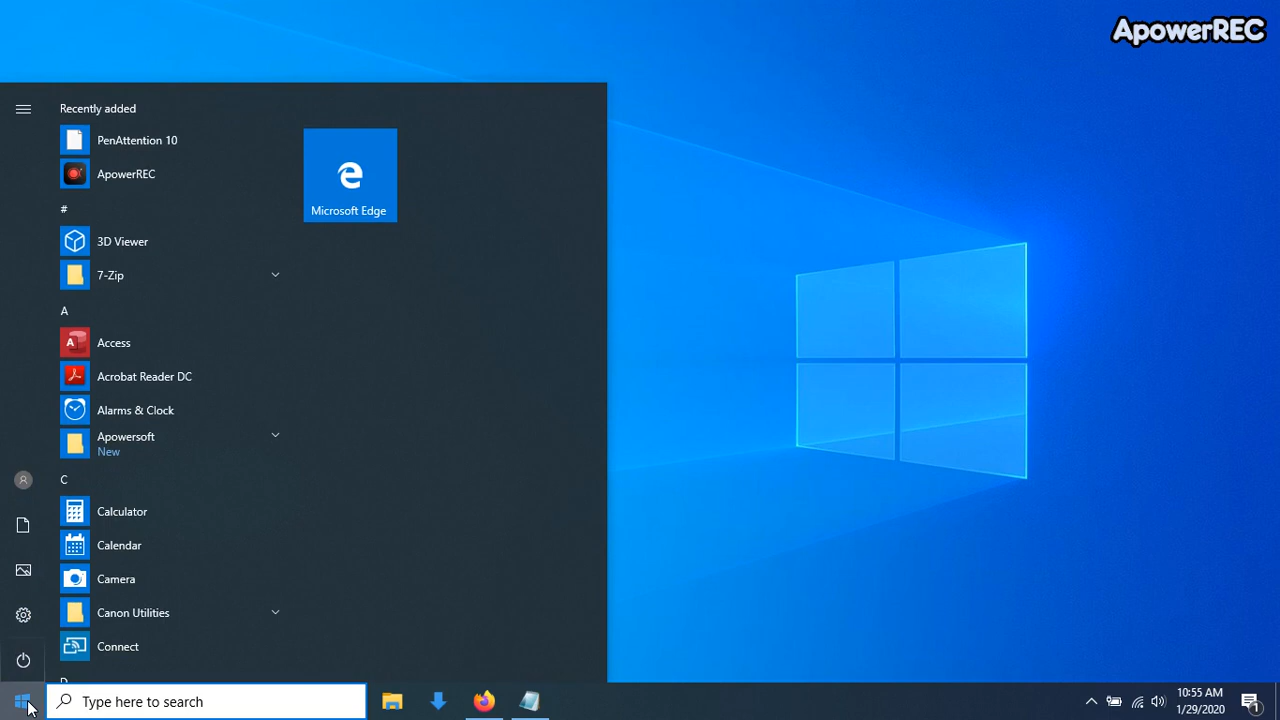 ApowerREC
Recently added
PenAttention 10
ApowerREC
#
3D Viewer
7-Zip
Microsoft Edge
A
Access
Acrobat Reader DC
Alarms & Clock
Apowersoft
New
C
Calculator
Calendar
Camera
Canon Utilities
Connect
Type here to search
10:55 AM
1/29/2020
1